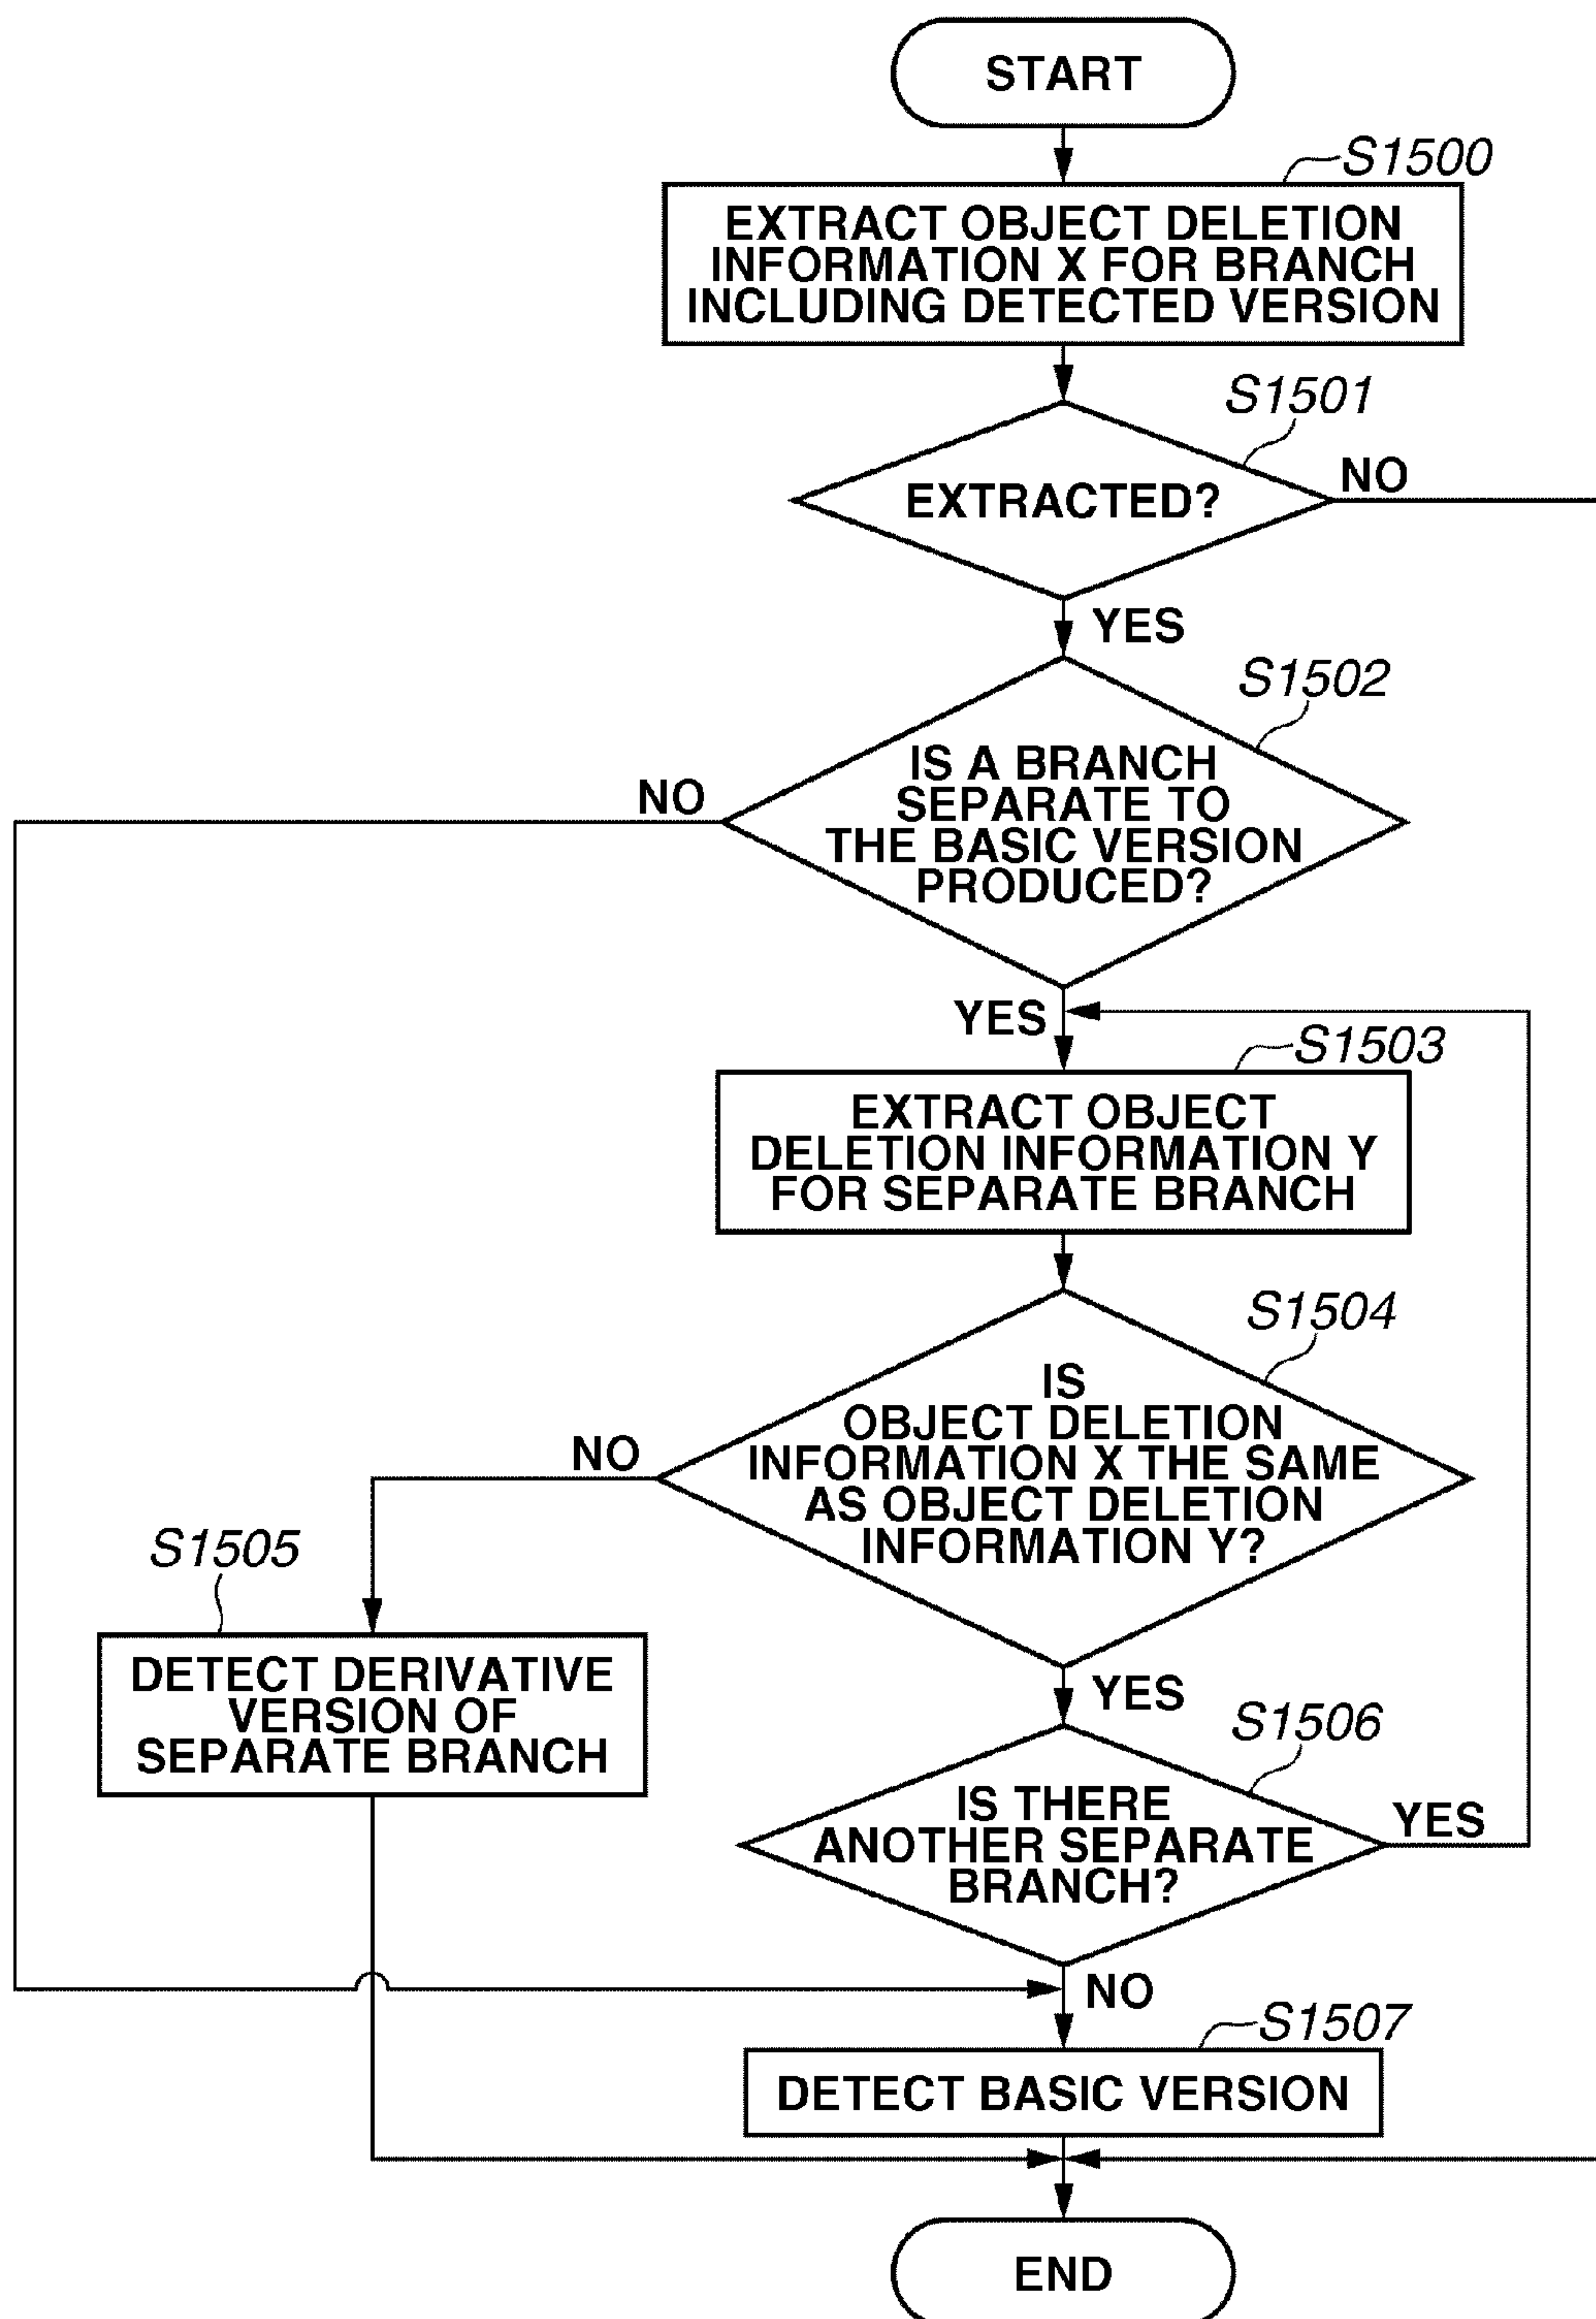 START
S1500
EXTRACT OBJECT DELETION
INFORMATION X FOR BRANCH
INCLUDING DETECTED VERSION
S1501
EXTRACTED?
NO
YES
S1502
IS A BRANCH
SEPARATE TO
THE BASIC VERSION
PRODUCED?
NO
YES
S1503
EXTRACT OBJECT
DELETION INFORMATION Y
FOR SEPARATE BRANCH
S1504
IS
OBJECT DELETION
INFORMATION X THE SAME
AS OBJECT DELETION
INFORMATION Y?
NO
S1505
DETECT DERIVATIVE
VERSION OF
SEPARATE BRANCH
YES
S1506
IS THERE
ANOTHER SEPARATE
BRANCH?
YES
NO
S1507
DETECT BASIC VERSION
END